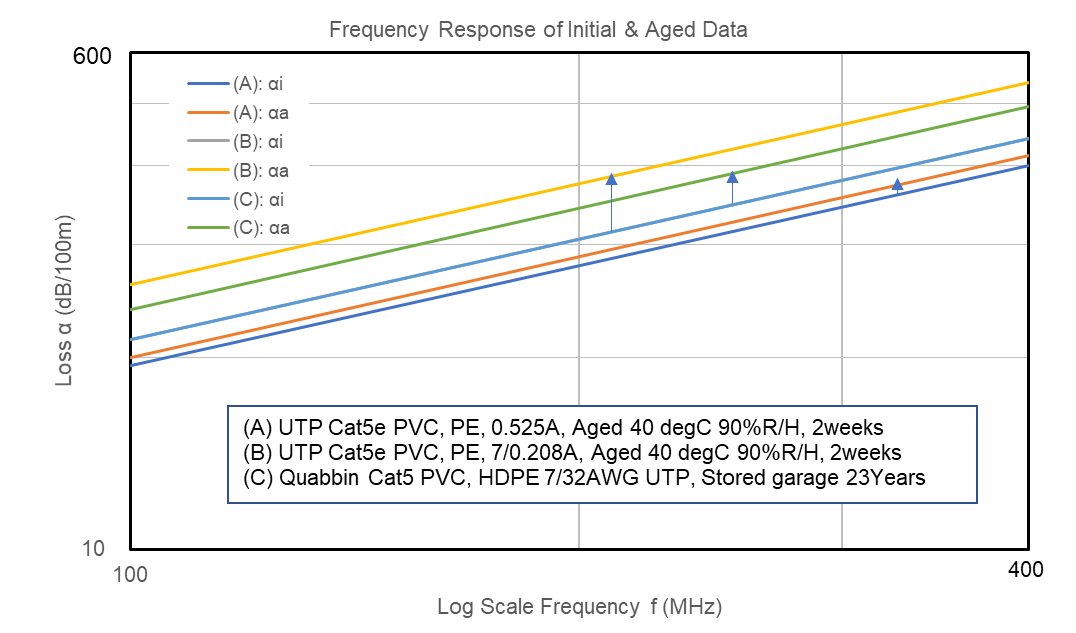 Frequency Response of Initial & Aged Data
600
(A): αi
(A): αa
(B): αi
(B): αa
(C): αi
(C): αa
Loss α (dB/100m)
(A) UTP Cat5e PVC, PE, 0.525A, Aged 40 degC 90%R/H, 2weeks
(B) UTP Cat5e PVC, PE, 7/0.208A, Aged 40 degC 90%R/H, 2weeks
(C) Quabbin Cat5 PVC, HDPE 7/32AWG UTP, Stored garage 23Years
10
100
400
Log Scale Frequency f (MHz)